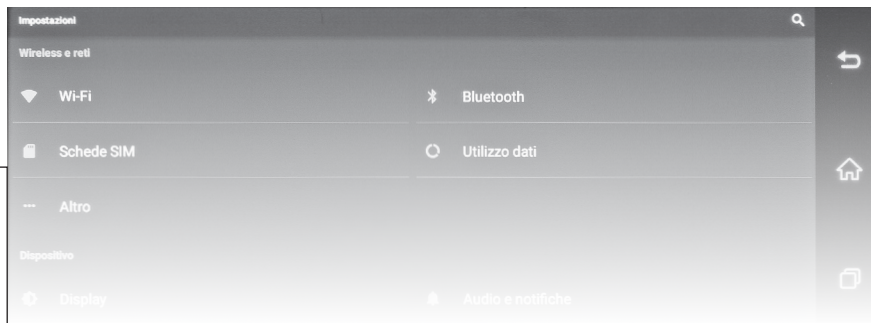 Impostazioni
Wireless e reti
Wi-Fi
Bluetooth
Schede SIM
Utilizzo dati
Altro
Dispositivo
Display
Audio e notifiche